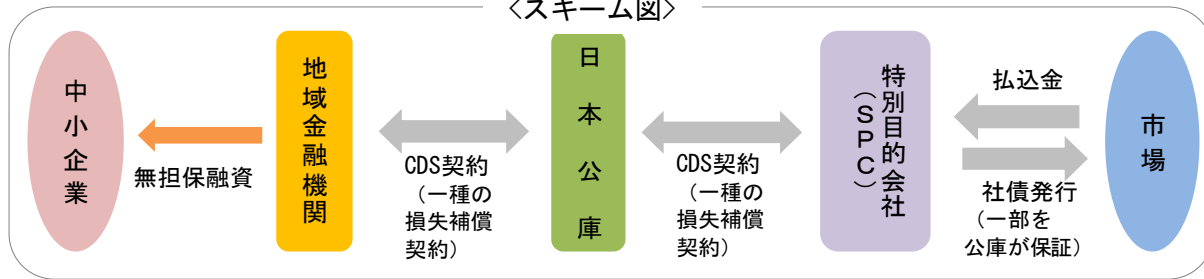 <スキーム図>
中小企業
無担保融資
地域金融機関
CDS契約
（一種の
損失補償
契約）
日本公庫
CDS契約
（一種の
損失補償
契約）
特別目的会社
（ＳＰＣ）
払込金
社債発行
（一部を
公庫が保証）
市場